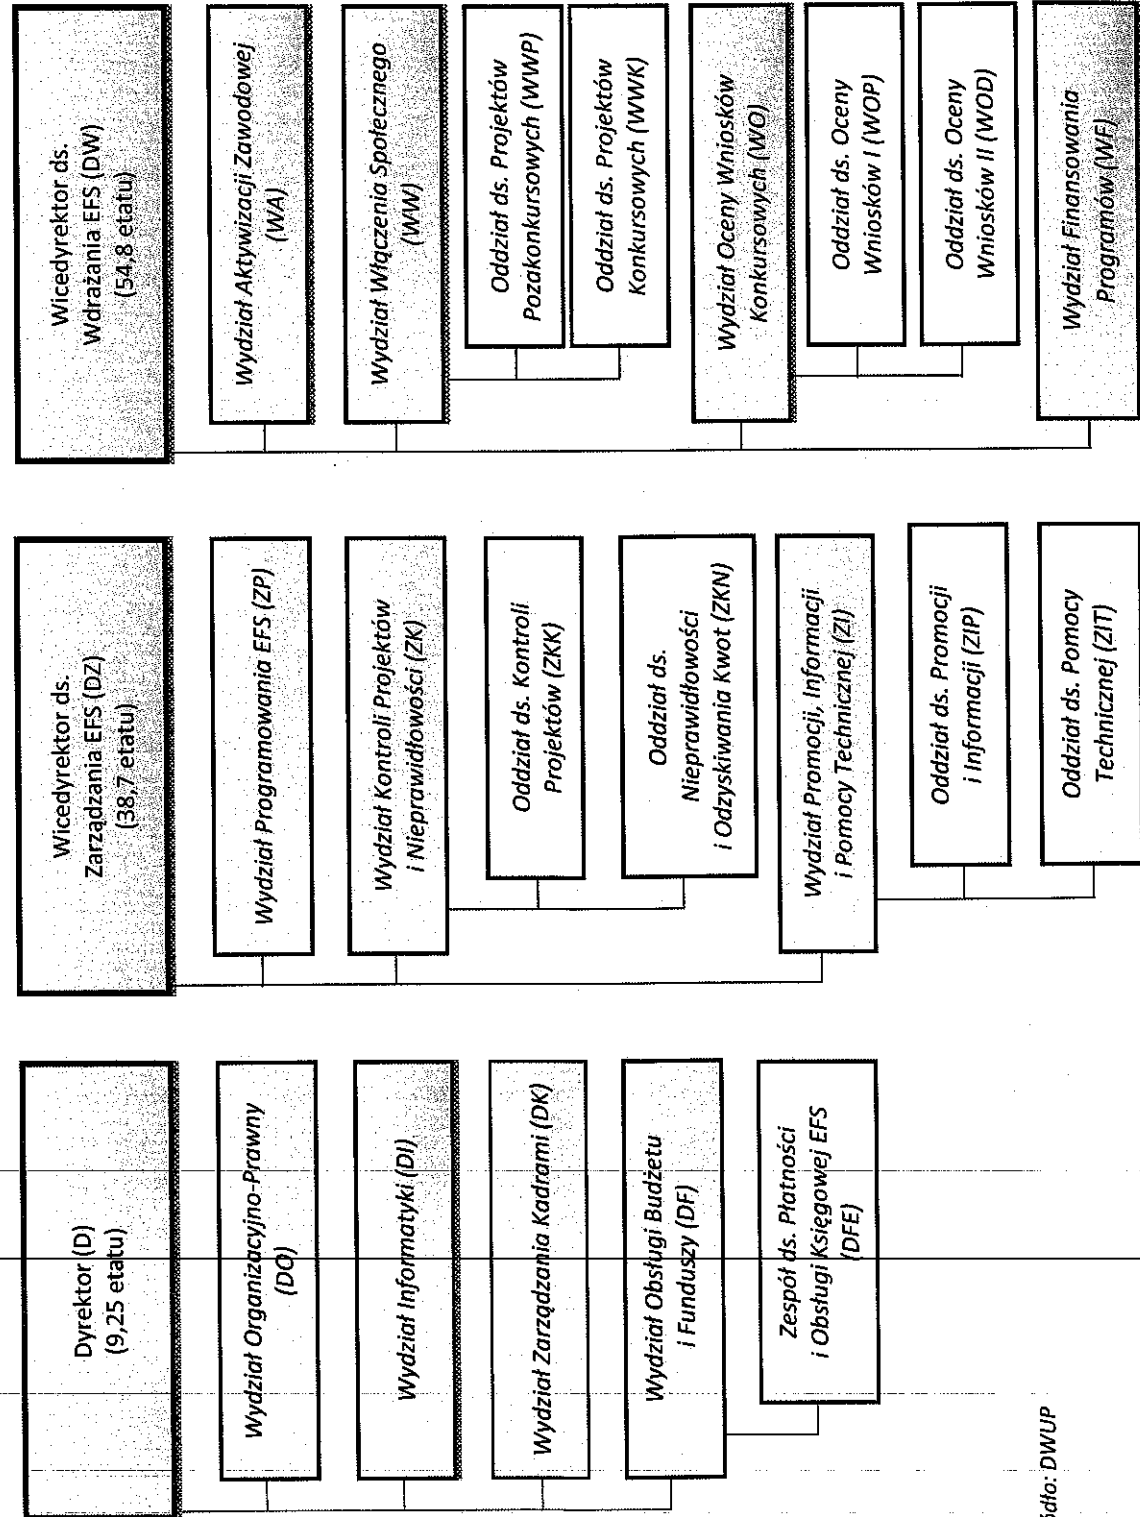 Dyrektor (D)
(9,25 etatu)
Wydział Organizacyjno-Prawny
(DO)
Wydział Informatyki (DI)
Wydział Zarządzania Kadrami (DK)
Wydział Obsługi Budżetu
i Funduszy (DF)
Zespół ds. Płatności
i Obsługi Księgowej EFS
(DFE)
Wicedyrektor ds.
Zarządzania EFS (DZ)
(38,7 etatu)
Wydział Programowania EFS (ZP)
Wydział Kontroli Projektów
i Nieprawidłowości (ZK)
Oddział ds. Kontroli
Projektów (ZKK)
Oddział ds.
Nieprawidłowości
i Odzyskiwania Kwot (ZKN)
Wydział Promocji, Informacji
i Pomocy Technicznej (ZI)
Oddział ds. Promocji
i Informacji (ZIP)
Oddział ds. Pomocy
Technicznej (ZIT)
Wicedyrektor ds.
Wdrażania EFS (DW)
(54,8 etatu)
Wydział Aktywizacji Zawodowej
(WA)
Wydział Włączenia Społecznego
(WW)
Oddział ds. Projektów
Pozakonkursowych (WWP)
Oddział ds. Projektów
Konkursowych (WWK)
Wydział Oceny Wniosków
Konkursowych (WO)
Oddział ds. Oceny
Wniosków I (WOP)
Oddział ds. Oceny
Wniosków II (WOD)
Wydział Finansowania
Programów (WF)
ódło: DWUP